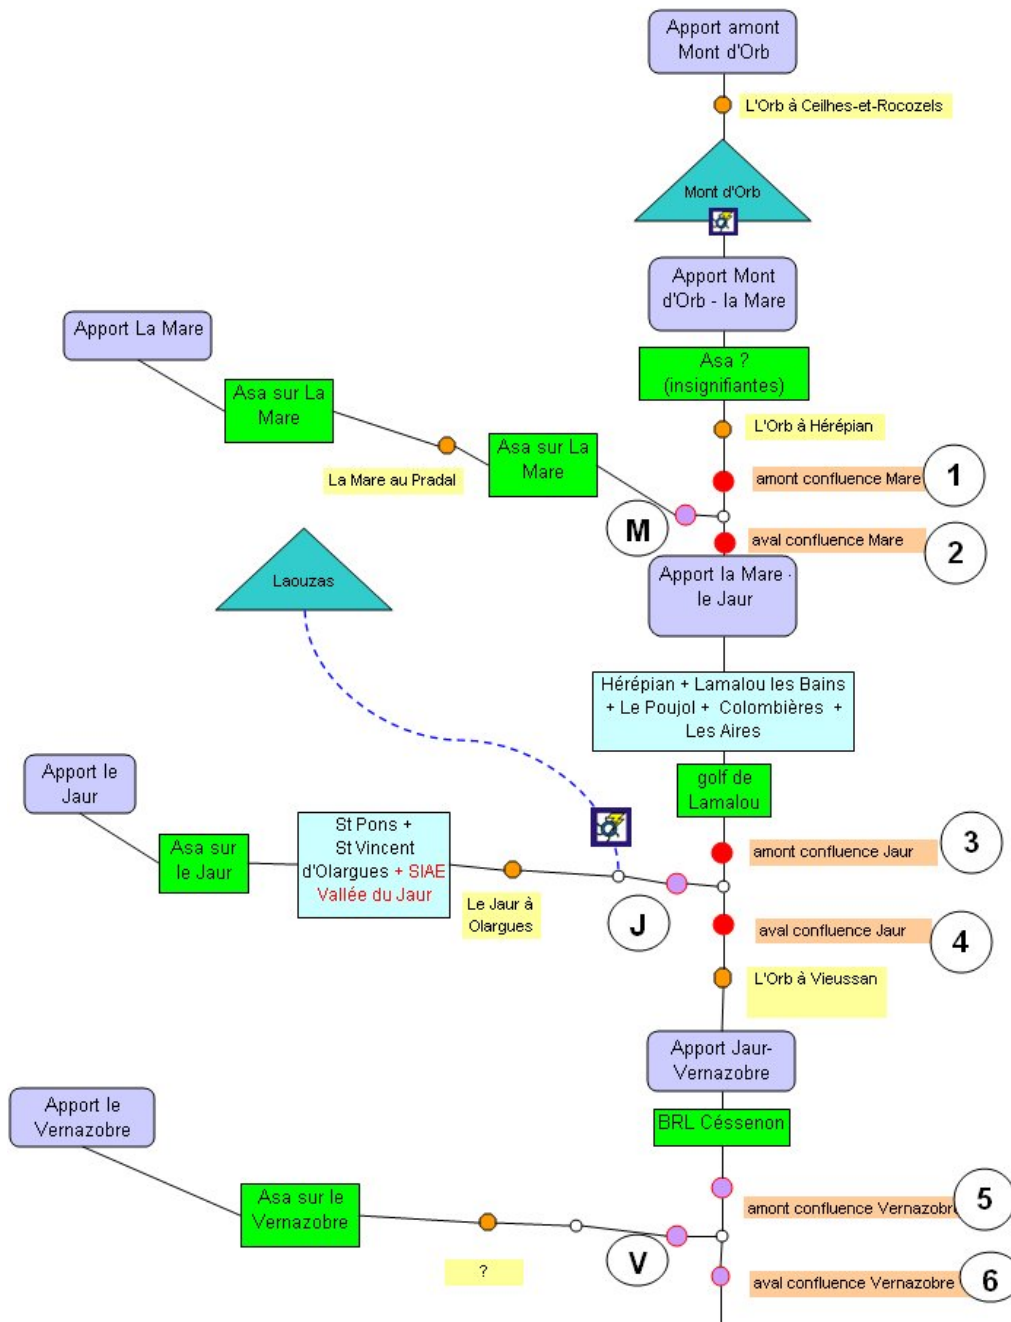 Apport amont
Mont d'Orb
L'Orb à Ceilhes-et-Rocozels
Mont d'Orb
Apport Mont
d'Orb - la Mare
Apport La Mare
Asa ?
(insignifiantes)
Asa sur La
Mare
L'Orb à Hérépian
Asa sur La
Mare
La Mare au Pradal
amont confluence Mare
1
M
aval confluence Mare
2
Apport la Mare -
le Jaur
Laouzas
Hérépian + Lamalou les Bains
+ Le Poujol + Colombières +
Les Aires
Apport le
Jaur
golf de
Lamalou
Asa sur
le Jaur
St Pons +
St Vincent
d'Olargues + SIAE
Vallée du Jaur
amont confluence Jaur
3
Le Jaur à
Olargues
J
aval confluence Jaur
4
L'Orb à Vieussan
Apport Jaur-
Vernazobre
Apport le
Vernazobre
BRL Céssenon
Asa sur le
Vernazobre
amont confluence Vernazobre
5
?
V
aval confluence Vernazobre
6